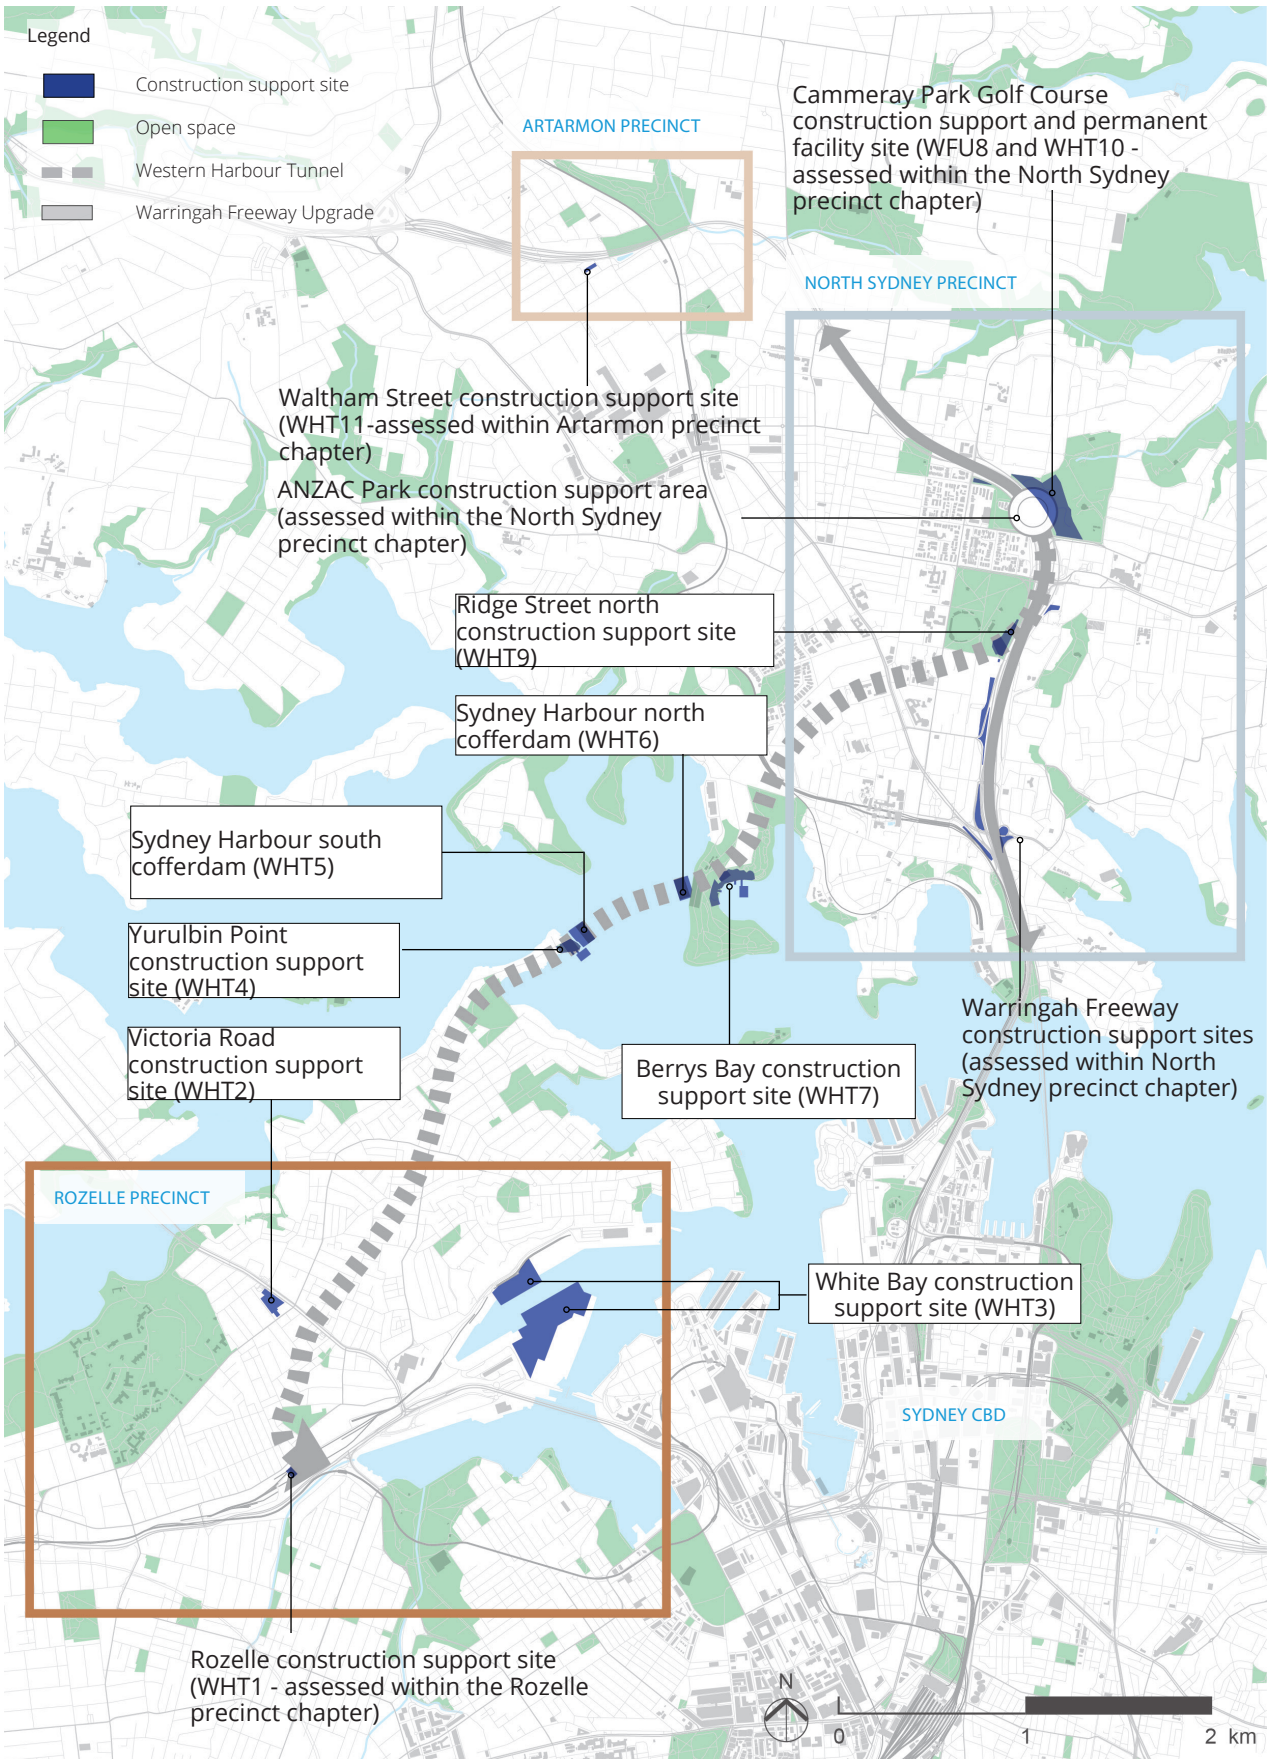 Legend
Construction support site
Open space
Western Harbour Tunnel
Warringah Freeway Upgrade
ARTARMON PRECINCT
Cammeray Park Golf Course
construction support and permanent
facility site (WFU8 and WHT10 -
assessed within the North Sydney
precinct chapter)
NORTH SYDNEY PRECINCT
Waltham Street construction support site
(WHT11-assessed within Artarmon precinct
chapter)
ANZAC Park construction support area
(assessed within the North Sydney
precinct chapter)
Ridge Street north
construction support site
(WHT9)
Sydney Harbour north
cofferdam (WHT6)
Sydney Harbour south
cofferdam (WHT5)
Yurulbin Point
construction support
site (WHT4)
Victoria Road
construction support
site (WHT2)
Berrys Bay construction
support site (WHT7)
Warringah Freeway
construction support sites
(assessed within North
Sydney precinct chapter)
ROZELLE PRECINCT
White Bay construction
support site (WHT3)
SYDNEY CBD
Rozelle construction support site
(WHT1 - assessed within the Rozelle
precinct chapter)
N
0
1
2 km